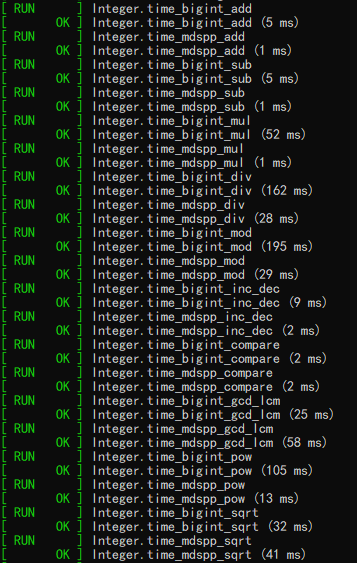 [ RUN      ] Integer.time_bigint_add
[       OK ] Integer.time_bigint_add (5 ms)
[ RUN      ] Integer.time_mdspp_add
[       OK ] Integer.time_mdspp_add (1 ms)
[ RUN      ] Integer.time_bigint_sub
[       OK ] Integer.time_bigint_sub (5 ms)
[ RUN      ] Integer.time_mdspp_sub
[       OK ] Integer.time_mdspp_sub (1 ms)
[ RUN      ] Integer.time_bigint_mul
[       OK ] Integer.time_bigint_mul (52 ms)
[ RUN      ] Integer.time_mdspp_mul
[       OK ] Integer.time_mdspp_mul (1 ms)
[ RUN      ] Integer.time_bigint_div
[       OK ] Integer.time_bigint_div (162 ms)
[ RUN      ] Integer.time_mdspp_div
[       OK ] Integer.time_mdspp_div (28 ms)
[ RUN      ] Integer.time_bigint_mod
[       OK ] Integer.time_bigint_mod (195 ms)
[ RUN      ] Integer.time_mdspp_mod
[       OK ] Integer.time_mdspp_mod (29 ms)
[ RUN      ] Integer.time_bigint_inc_dec
[       OK ] Integer.time_bigint_inc_dec (9 ms)
[ RUN      ] Integer.time_mdspp_inc_dec
[       OK ] Integer.time_mdspp_inc_dec (2 ms)
[ RUN      ] Integer.time_bigint_compare
[       OK ] Integer.time_bigint_compare (2 ms)
[ RUN      ] Integer.time_mdspp_compare
[       OK ] Integer.time_mdspp_compare (2 ms)
[ RUN      ] Integer.time_bigint_gcd_lcm
[       OK ] Integer.time_bigint_gcd_lcm (25 ms)
[ RUN      ] Integer.time_mdspp_gcd_lcm
[       OK ] Integer.time_mdspp_gcd_lcm (58 ms)
[ RUN      ] Integer.time_bigint_pow
[       OK ] Integer.time_bigint_pow (105 ms)
[ RUN      ] Integer.time_mdspp_pow
[       OK ] Integer.time_mdspp_pow (13 ms)
[ RUN      ] Integer.time_bigint_sqrt
[       OK ] Integer.time_bigint_sqrt (32 ms)
[ RUN      ] Integer.time_mdspp_sqrt
[       OK ] Integer.time_mdspp_sqrt (41 ms)